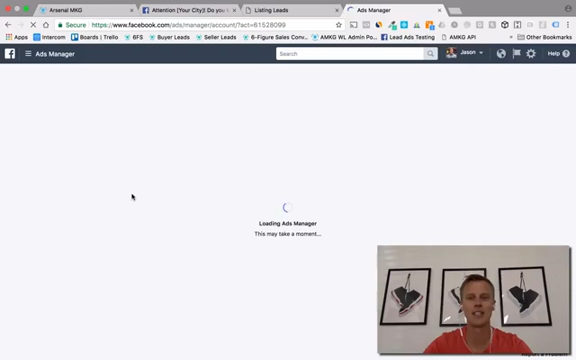 Arsenal MKG
Attention [Your City]! Do you k
Listing Leads
Ads Manager
Secure
https://www.facebook.com/ads/manager/account/?act=61528099
Apps
Intercom
Boards | Trello
6FS
Buyer Leads
Seller Leads
6-Figure Sales Conv...
AMKG WL Admin Po...
Lead Ads Testing
AMKG API
Other Bookmarks
Ads Manager
Search
Jason
Help
Loading Ads Manager
This may take a moment...
Report a Problem